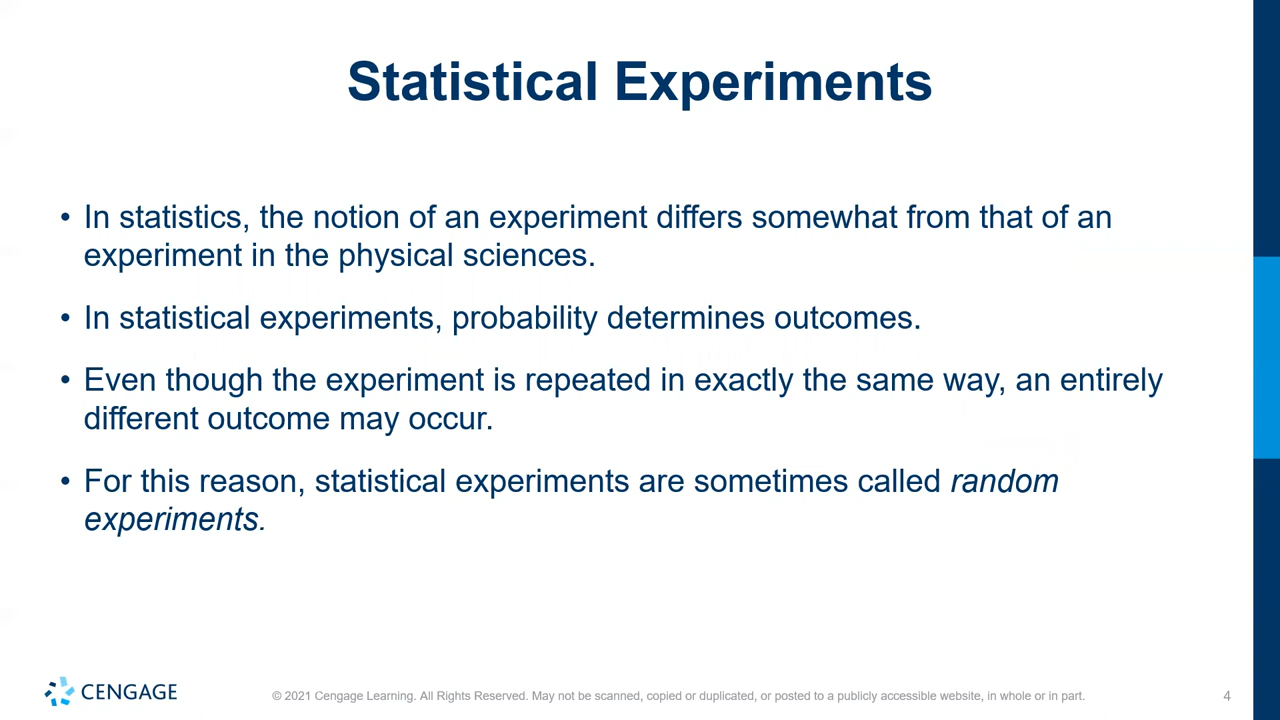 Statistical Experiments
• In statistics, the notion of an experiment differs somewhat from that of an
experiment in the physical sciences.
• In statistical experiments, probability determines outcomes.
• Even though the experiment is repeated in exactly the same way, an entirely
different outcome may occur.
• For this reason, statistical experiments are sometimes called random
experiments.
CENGAGE
© 2021 Cengage Learning. All Rights Reserved. May not be scanned, copied or duplicated, or posted to a publicly accessible website, in whole or in part.
4